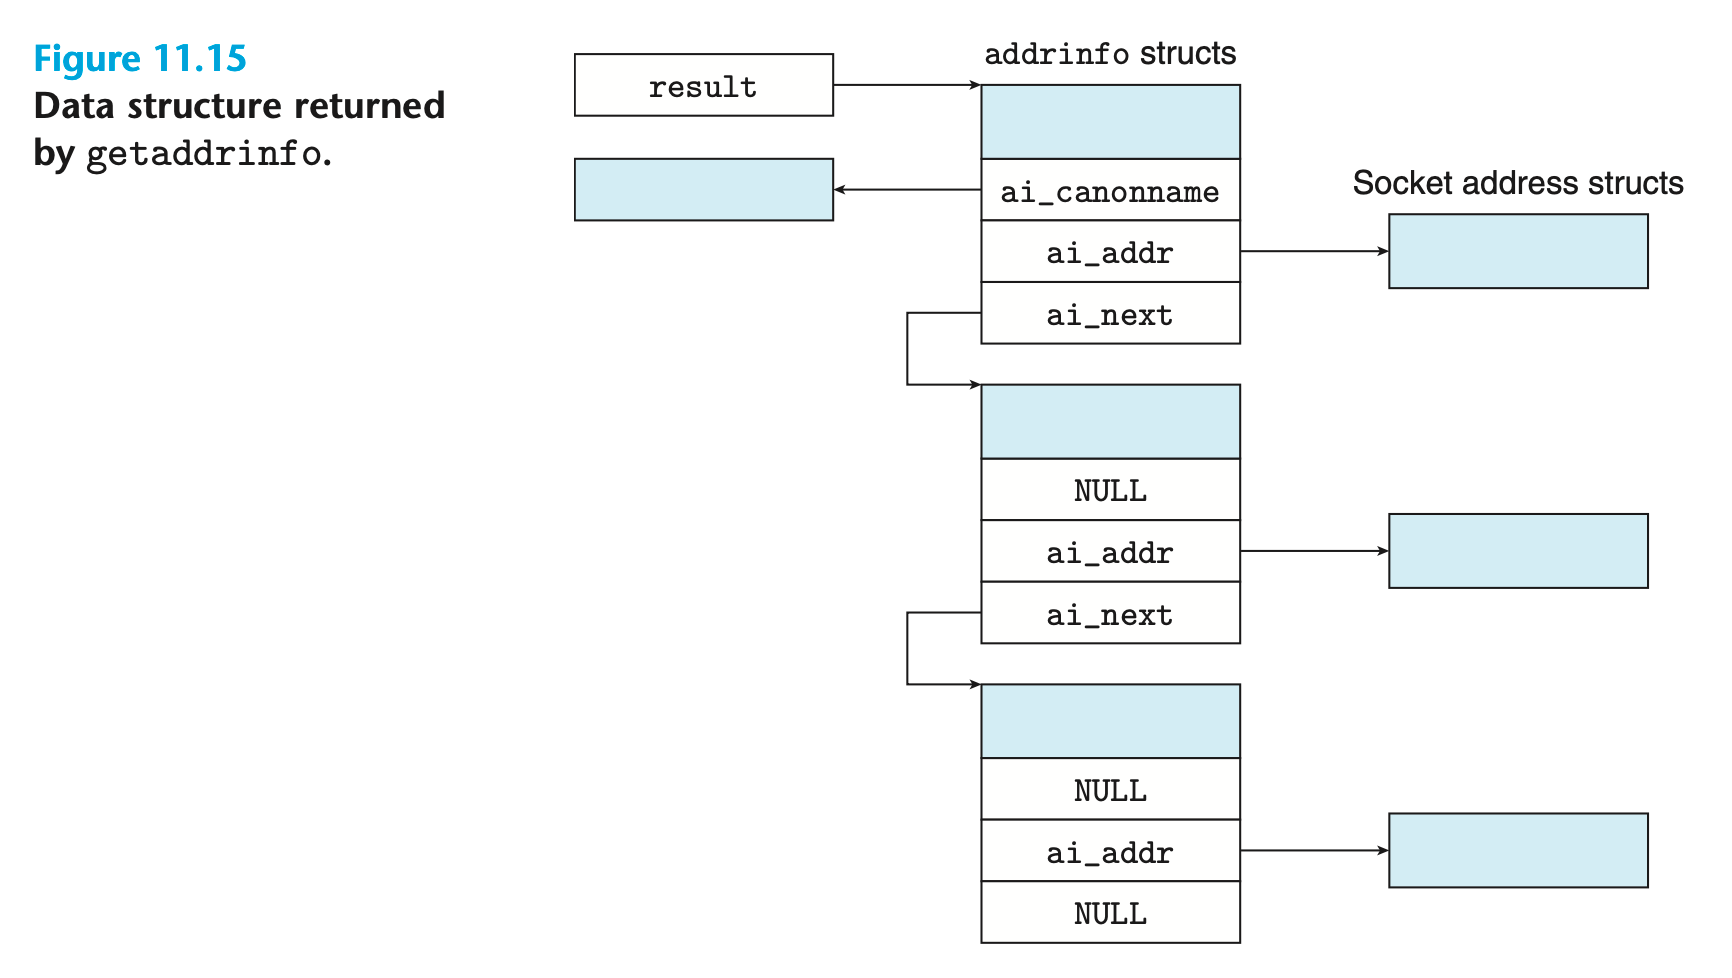 Figure 11.15
Data structure returned
by getaddrinfo.
result
addrinfo structs
ai_canonname
ai_addr
ai_next
Socket address structs
NULL
ai_addr
ai_next
NULL
ai_addr
NULL